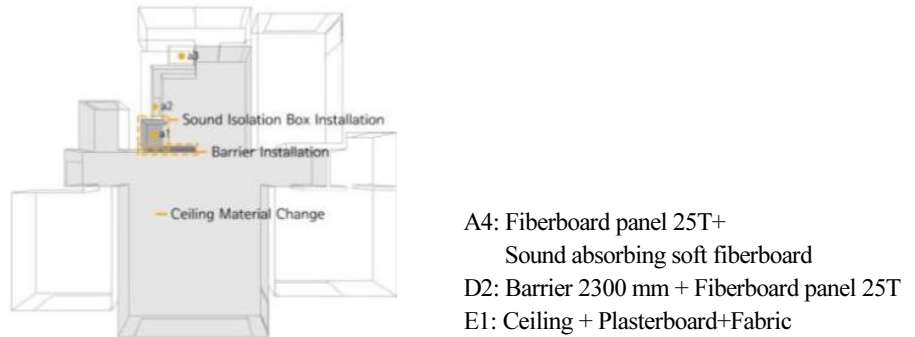 a3
a2
Sound Isolation Box Installation
a1
Barrier Installation
Ceiling Material Change
A4: Fiberboard panel 25T+
Sound absorbing soft fiberboard
D2: Barrier 2300 mm + Fiberboard panel 25T
E1: Ceiling + Plasterboard+Fabric